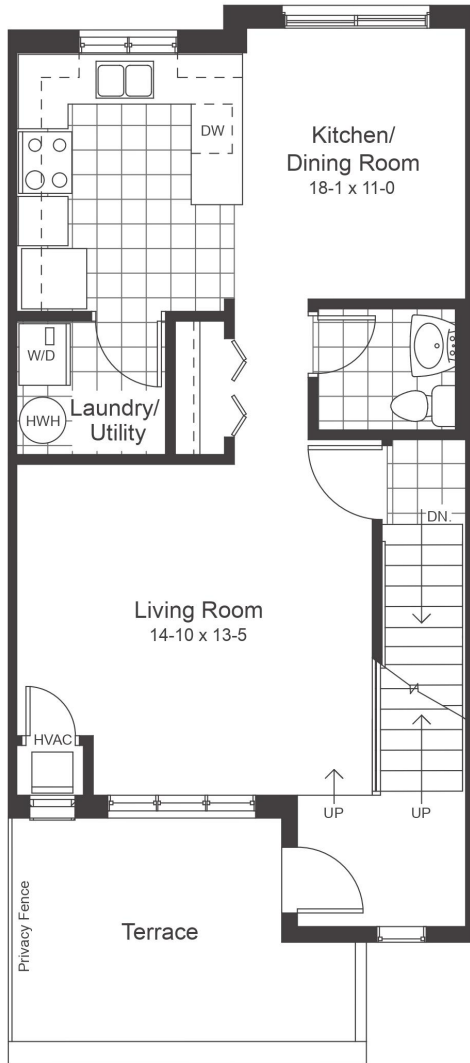 DW
Kitchen/
Dining Room
18-1 x 11-0
W/D
HWH
Laundry/
Utility
DN.
Living Room
14-10 x 13-5
HVAC
UP
UP
Privacy Fence
Terrace